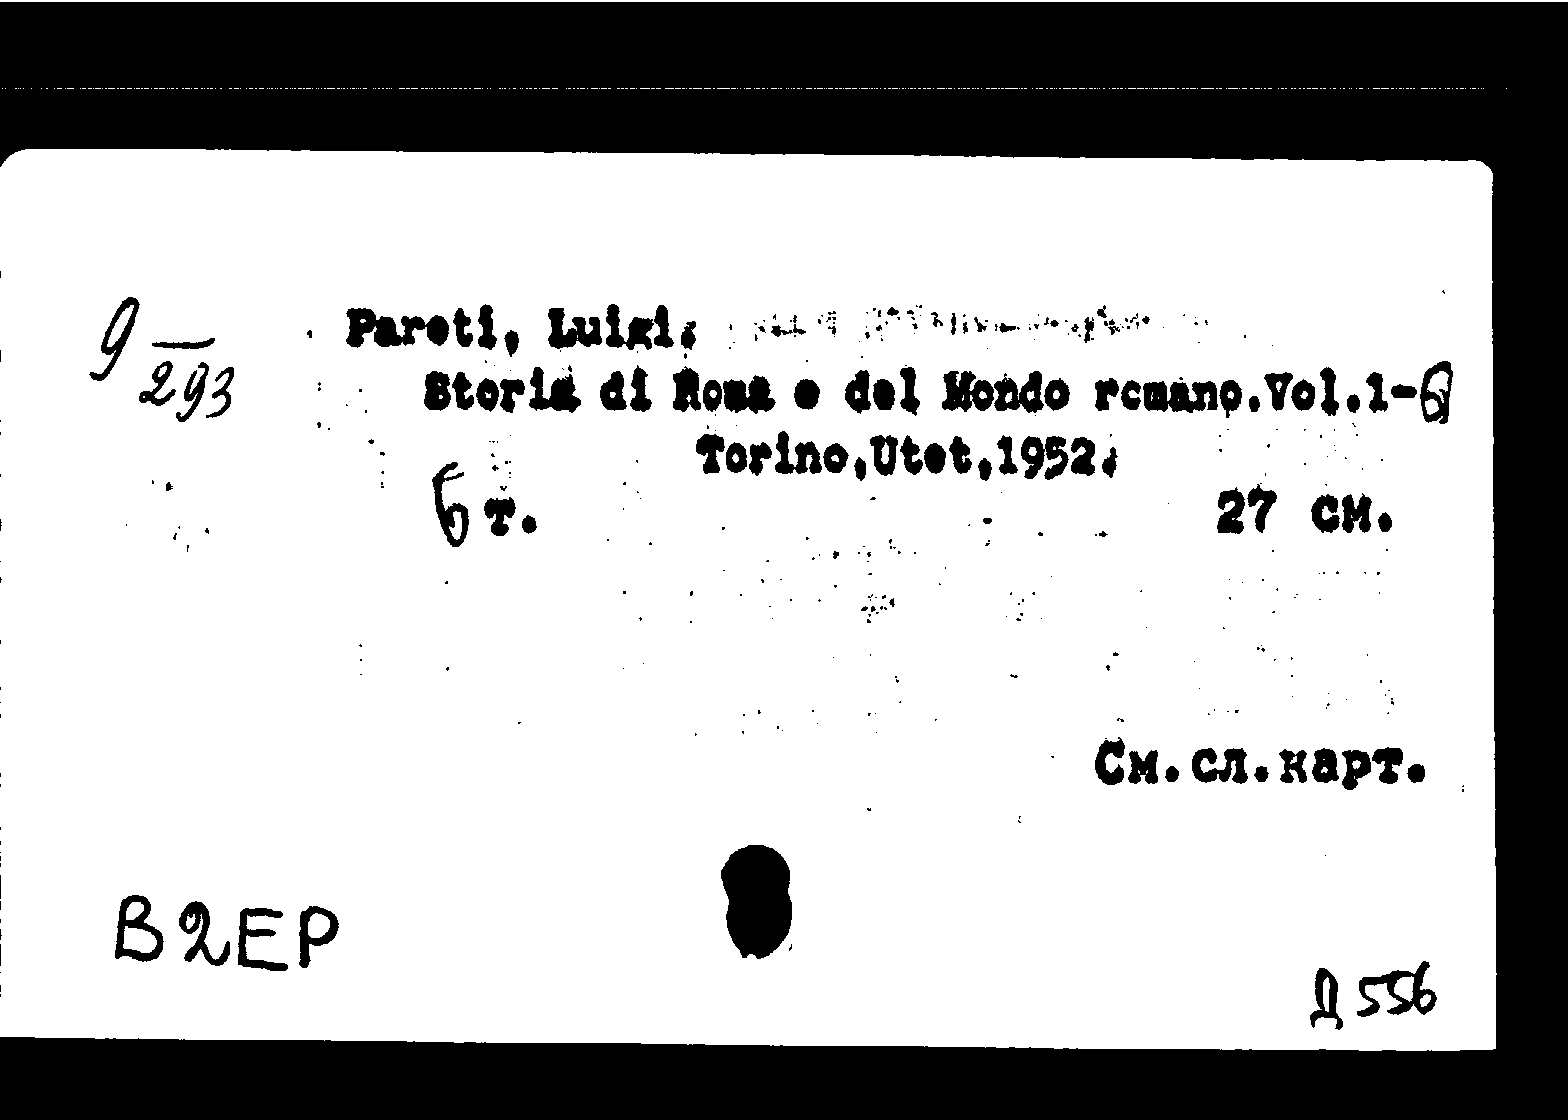 9/293
Pareti, Luigi.
Storia di Roma e del Mondo romano.Vol.1-6
Torino,Utet,1952.
6 т. 27 см.
См.сл.карт.
В2ЕР
Д556